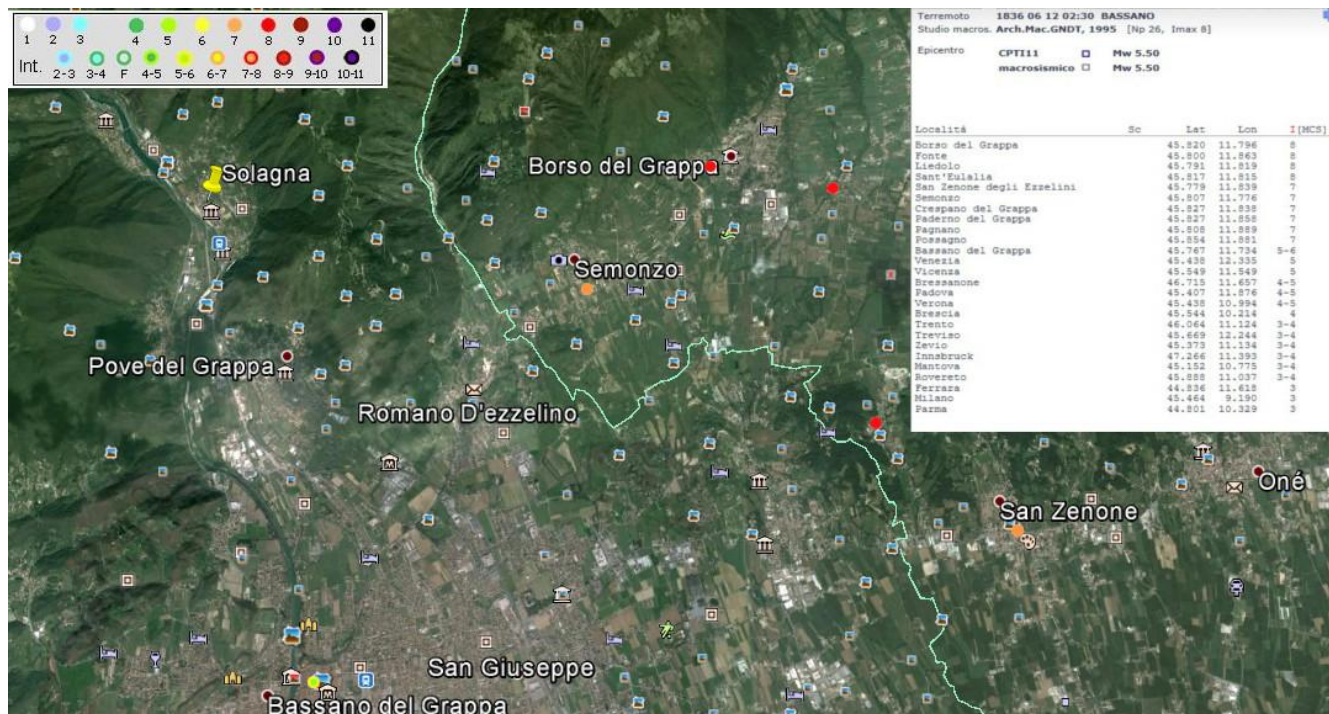 1 2 3 4 5 6 7 8 9 10 11
Int. 2-3 3-4 F 4-5 5-6 6-7 7-8 8-9 9-10 10-11
Terremoto 1836 06 12 02:30 BASSANO
Studio macros. Arch.Mac.GNDT, 1995 [Np 26, Imax 8]
Epicentro CPTI11 Mw 5.50
macrosismico Mw 5.50
Località Sc Lat Lon I[MCS]
Borso del Grappa 45.820 11.796 8
Fonte 45.800 11.863 8
Liedolo 45.791 11.819 8
Sant'Eulalia 45.817 11.815 8
San Zenone degli Ezzelini 45.779 11.839 7
Semonzo 45.807 11.776 7
Crespano del Grappa 45.827 11.838 7
Paderno del Grappa 45.827 11.858 7
Pagnano 45.808 11.889 7
Possagno 45.854 11.881 7
Bassano del Grappa 45.767 11.734 5-6
Venezia 45.438 12.335 5
Vicenza 45.549 11.549 5
Bressanone 46.715 11.657 4-5
Padova 45.407 11.876 4-5
Verona 45.438 10.994 4-5
Brescia 45.544 10.214 4
Trento 46.064 11.124 3-4
Treviso 45.669 12.244 3-4
Zevio 45.373 11.134 3-4
Innsbruck 47.266 11.393 3-4
Mantova 45.152 10.775 3-4
Rovereto 45.888 11.037 3-4
Ferrara 44.836 11.618 3
Milano 45.464 9.190 3
Parma 44.801 10.329 3
Solagna
Borso del Grappa
Semonzo
Pove del Grappa
Romano D'ezzelino
Oné
San Zenone
San Giuseppe
Bassano del Grappa